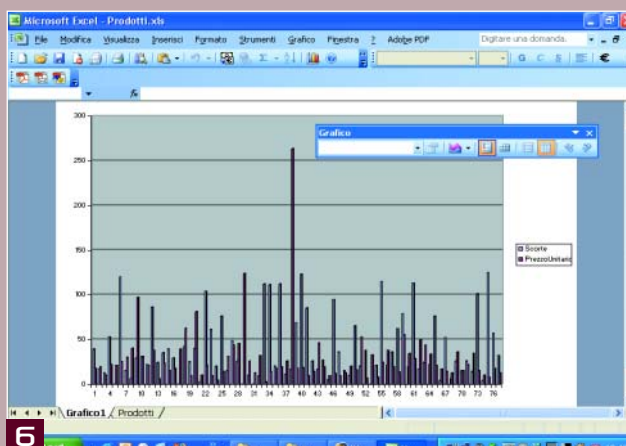 Microsoft Excel - Prodotti.xls
File Modifica Visualizza Inserisci Formato Strumenti Grafico Finestra ? Adobe PDF Digitare una domanda.
G C S €
fx
Grafico
300
250
200
150
100
50
0
Scorte
PrezzoUnitario
1 4 7 10 13 16 19 22 25 28 31 34 37 40 43 46 49 52 55 58 61 64 67 70 73 76
Grafico1 / Prodotti /
6